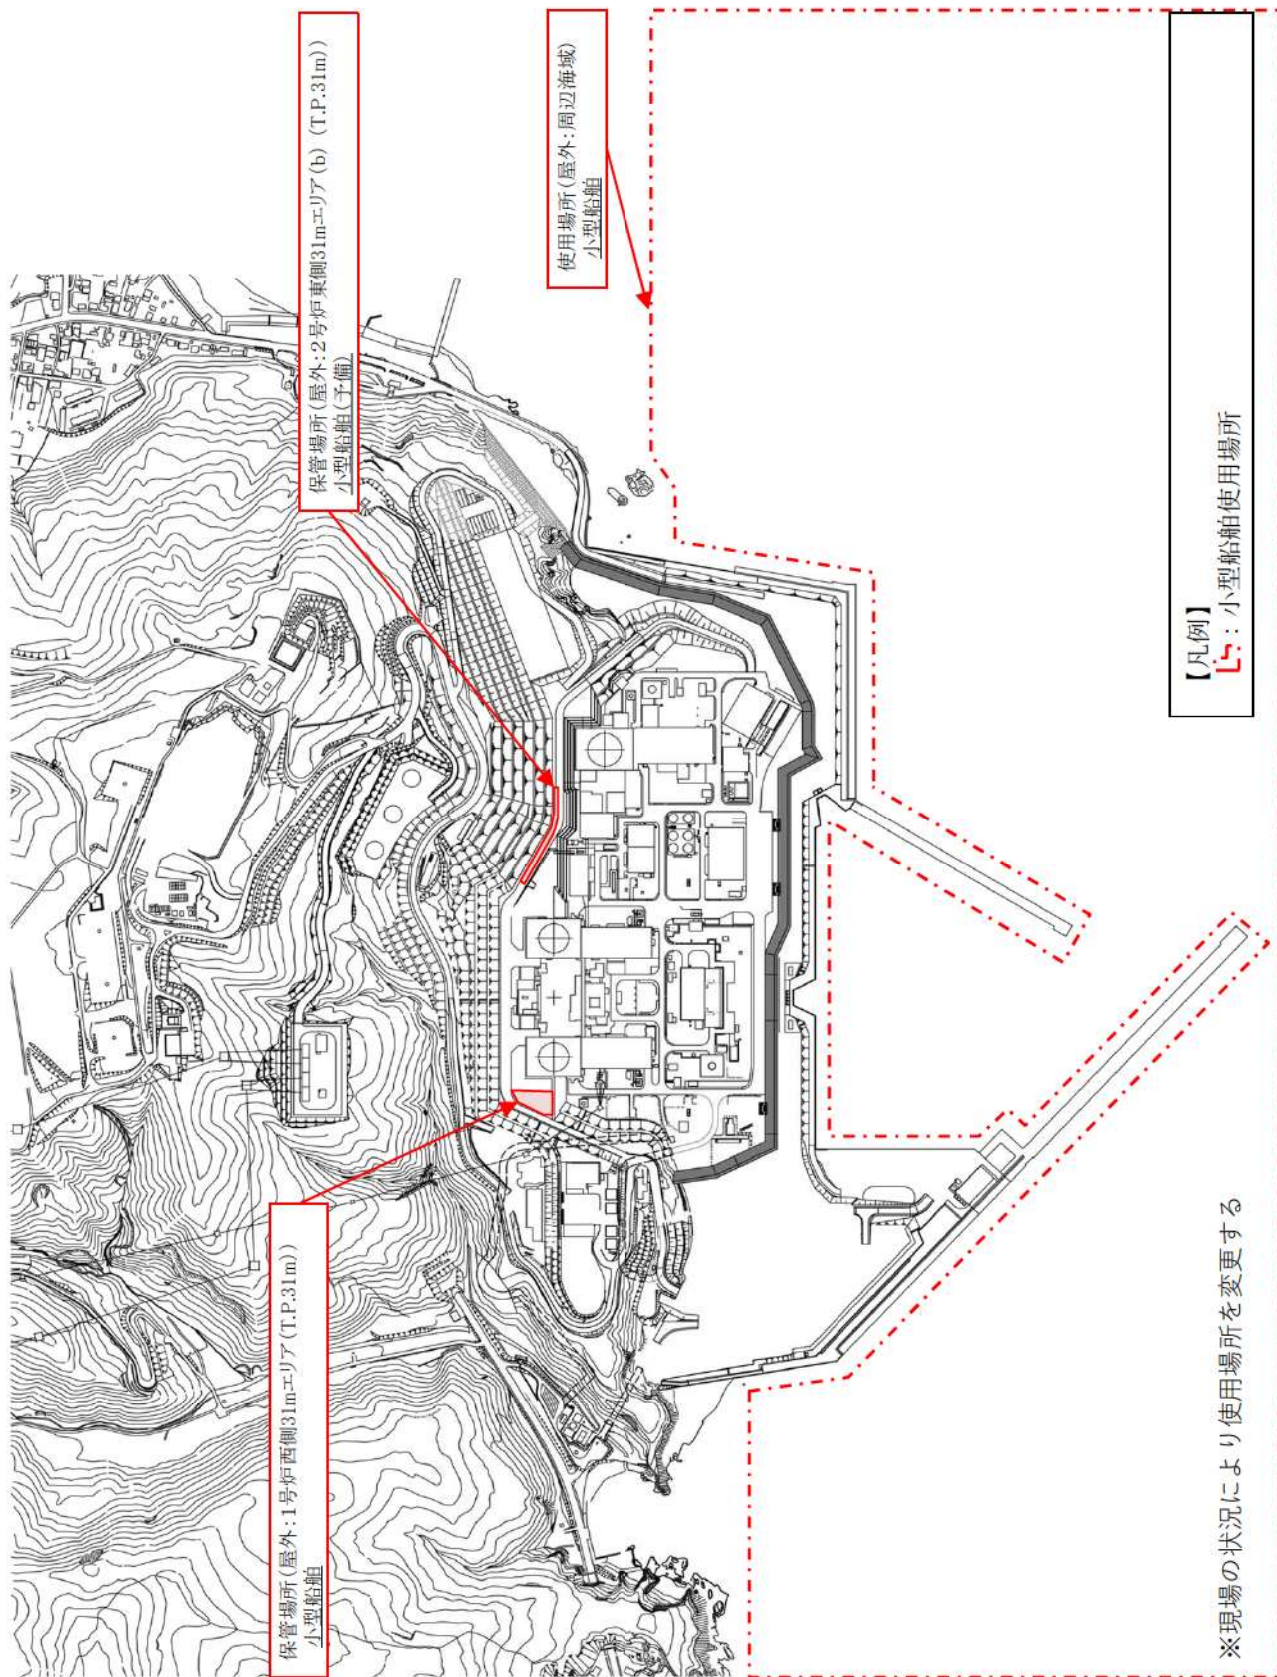 保管場所(屋外:1号炉西側31mエリア(T.P.31m))
小型船舶
保管場所(屋外:2号炉東側31mエリア(b) (T.P.31m))
小型船舶(予備)
使用場所(屋外:周辺海域)
小型船舶
【凡例】
:小型船舶使用場所
※現場の状況により使用場所を変更する